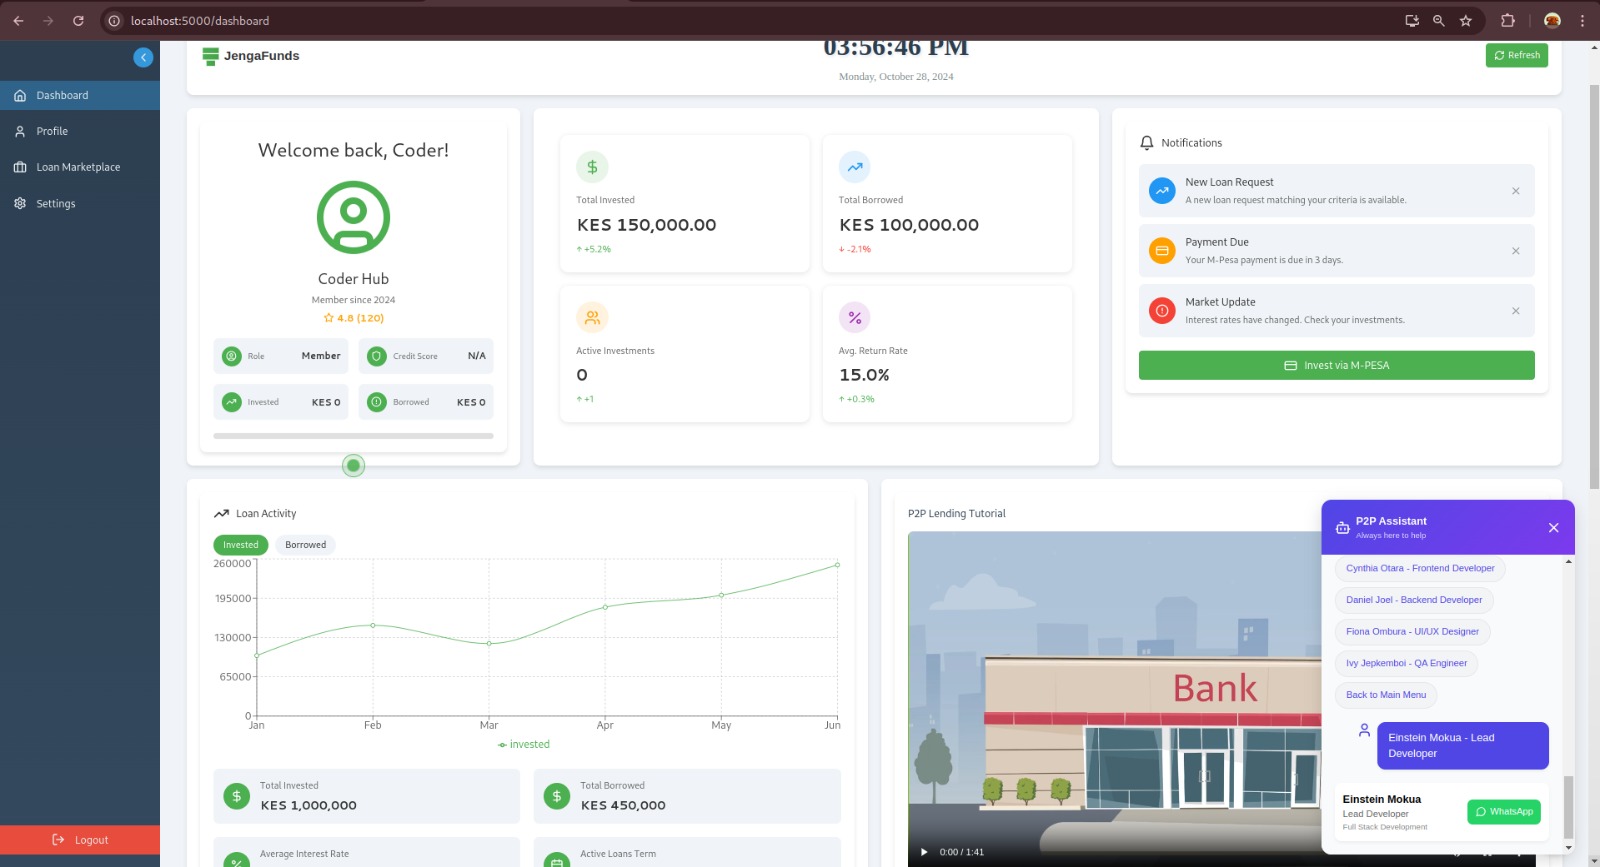 localhost:5000/dashboard
Dashboard
Profile
Loan Marketplace
Settings
Logout
JengaFunds
03:56:46 PM
Monday, October 28, 2024
Refresh
Welcome back, Coder!
Coder Hub
Member since 2024
4.8 (120)
Role Member
Credit Score N/A
Invested KES 0
Borrowed KES 0
Total Invested
KES 150,000.00
↑ +5.2%
Total Borrowed
KES 100,000.00
↓ -2.1%
Active Investments
0
↑ +1
Avg. Return Rate
15.0%
↑ +0.3%
Notifications
New Loan Request
A new loan request matching your criteria is available.
Payment Due
Your M-Pesa payment is due in 3 days.
Market Update
Interest rates have changed. Check your investments.
Invest via M-PESA
Loan Activity
Invested Borrowed
260000
195000
130000
65000
0
Jan Feb Mar Apr May Jun
invested
Total Invested
KES 1,000,000
Total Borrowed
KES 450,000
Average Interest Rate
Active Loans Term
P2P Lending Tutorial
Bank
0:00 / 1:41
P2P Assistant
Always here to help
Cynthia Otara - Frontend Developer
Daniel Joel - Backend Developer
Fiona Ombura - UI/UX Designer
Ivy Jepkemboi - QA Engineer
Back to Main Menu
Einstein Mokua - Lead
Developer
Einstein Mokua
Lead Developer
Full Stack Development
WhatsApp